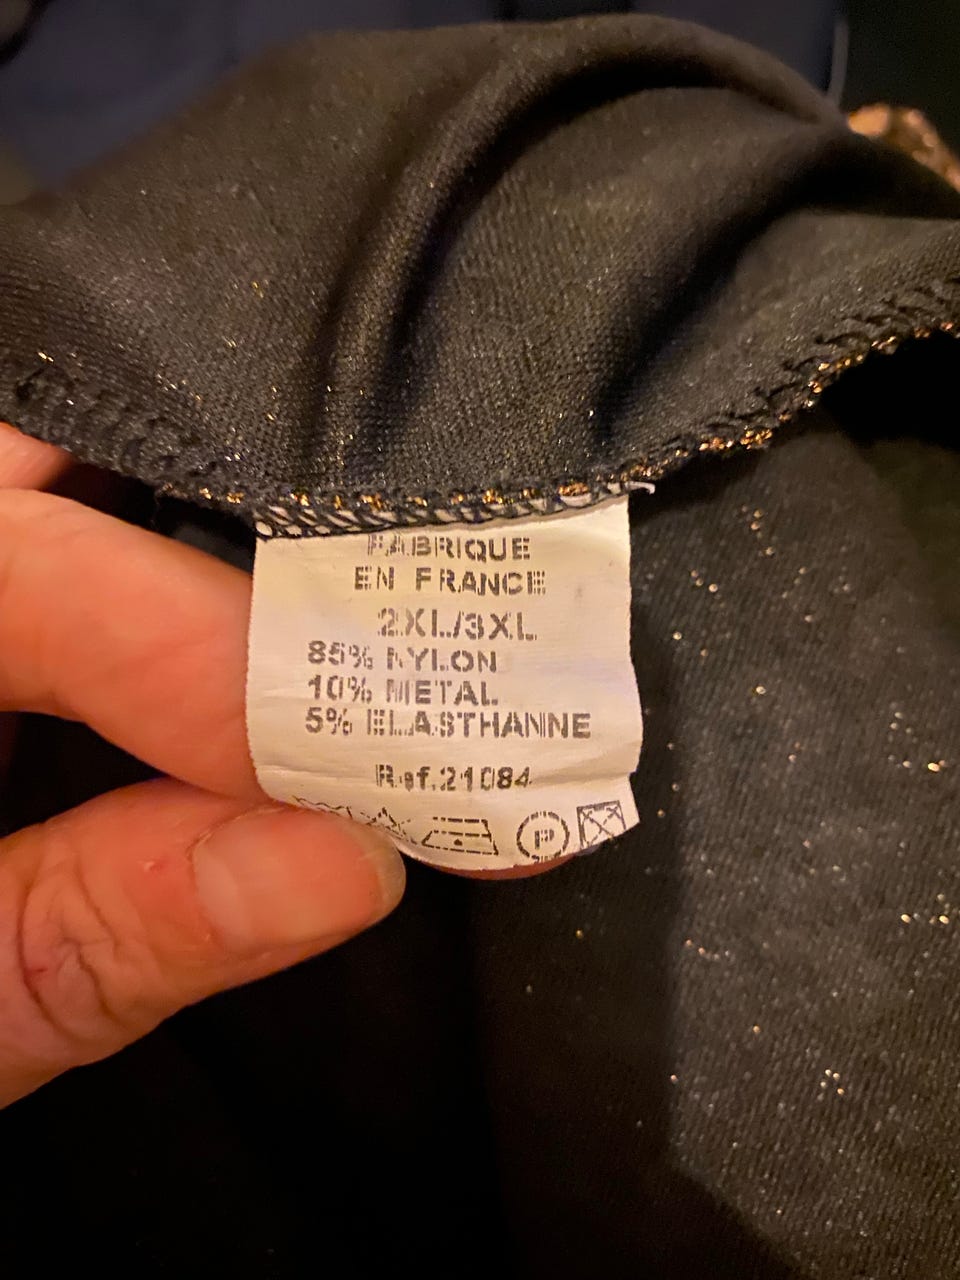 FABRIQUE
EN FRANCE
2XL/3XL
85% NYLON
10% METAL
5% ELASTHANNE
Ref.21084
P